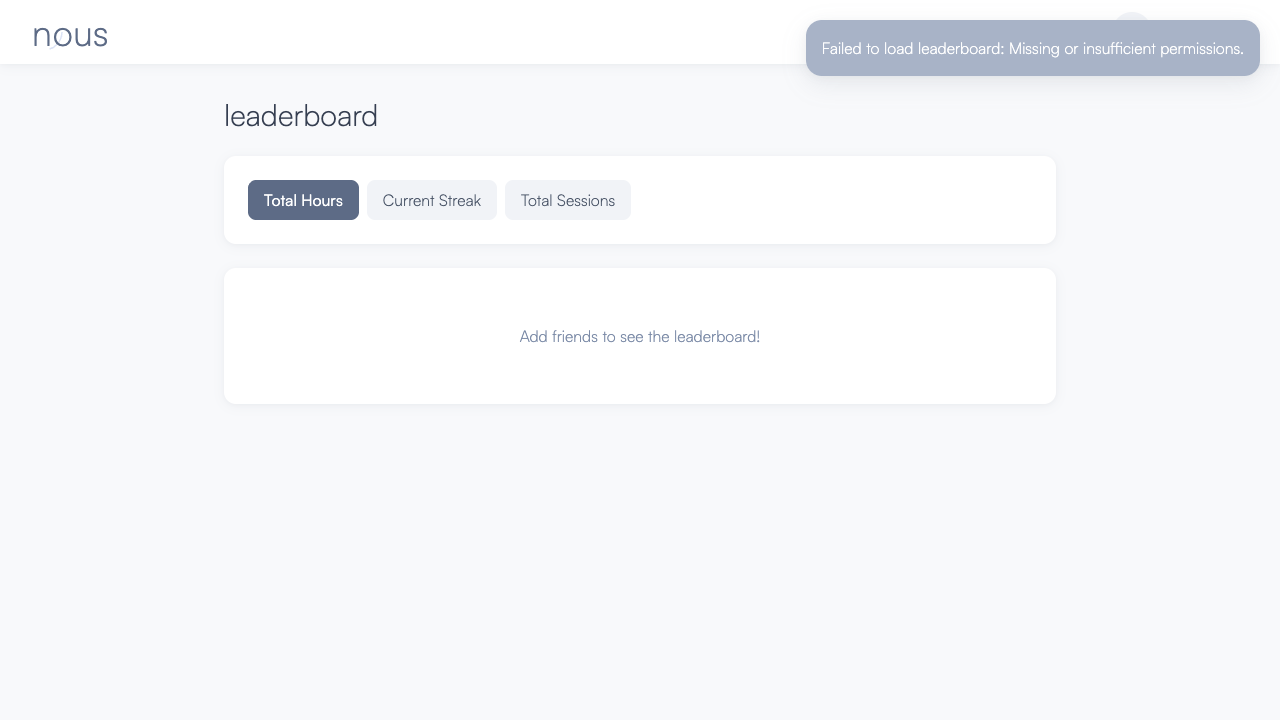 nous
Failed to load leaderboard: Missing or insufficient permissions.
leaderboard
Total Hours
Current Streak
Total Sessions
Add friends to see the leaderboard!